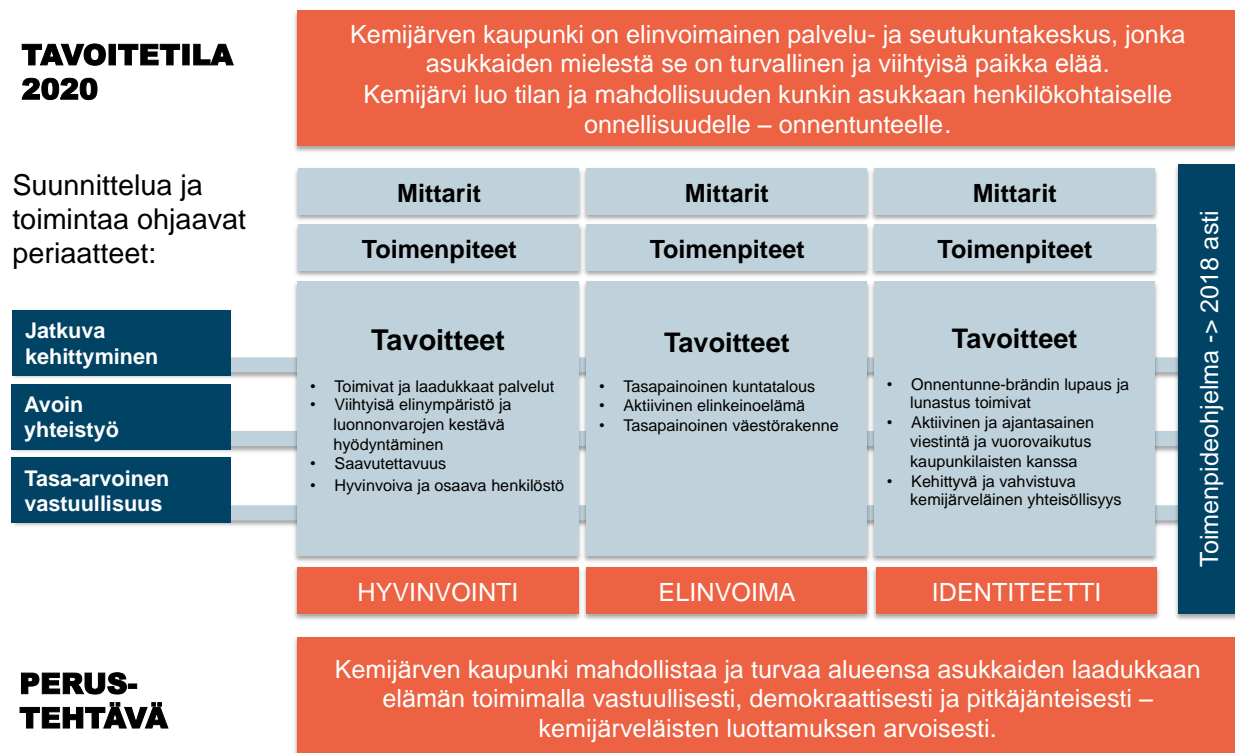 TAVOITETILA
2020
Kemijärven kaupunki on elinvoimainen palvelu- ja seutukuntakeskus, jonka
asukkaiden mielestä se on turvallinen ja viihtyisä paikka elää.
Kemijärvi luo tilan ja mahdollisuuden kunkin asukkaan henkilökohtaiselle
onnellisuudelle – onnentunteelle.
Suunnittelua ja
toimintaa ohjaavat
periaatteet:
Jatkuva
kehittyminen
Avoin
yhteistyö
Tasa-arvoinen
vastuullisuus
Mittarit
Toimenpiteet
Tavoitteet
• Toimivat ja laadukkaat palvelut
• Viihtyisä elinympäristö ja
luonnonvarojen kestävä
hyödyntäminen
• Saavutettavuus
• Hyvinvoiva ja osaava henkilöstö
HYVINVOINTI
Mittarit
Toimenpiteet
Tavoitteet
• Tasapainoinen kuntatalous
• Aktiivinen elinkeinoelämä
• Tasapainoinen väestörakenne
ELINVOIMA
Mittarit
Toimenpiteet
Tavoitteet
• Onnentunne-brändin lupaus ja
lunastus toimivat
• Aktiivinen ja ajantasainen
viestintä ja vuorovaikutus
kaupunkilaisten kanssa
• Kehittyvä ja vahvistuva
kemijärveläinen yhteisöllisyys
IDENTITEETTI
Toimenpideohjelma -> 2018 asti
PERUS-
TEHTÄVÄ
Kemijärven kaupunki mahdollistaa ja turvaa alueensa asukkaiden laadukkaan
elämän toimimalla vastuullisesti, demokraattisesti ja pitkäjänteisesti –
kemijärveläisten luottamuksen arvoisesti.